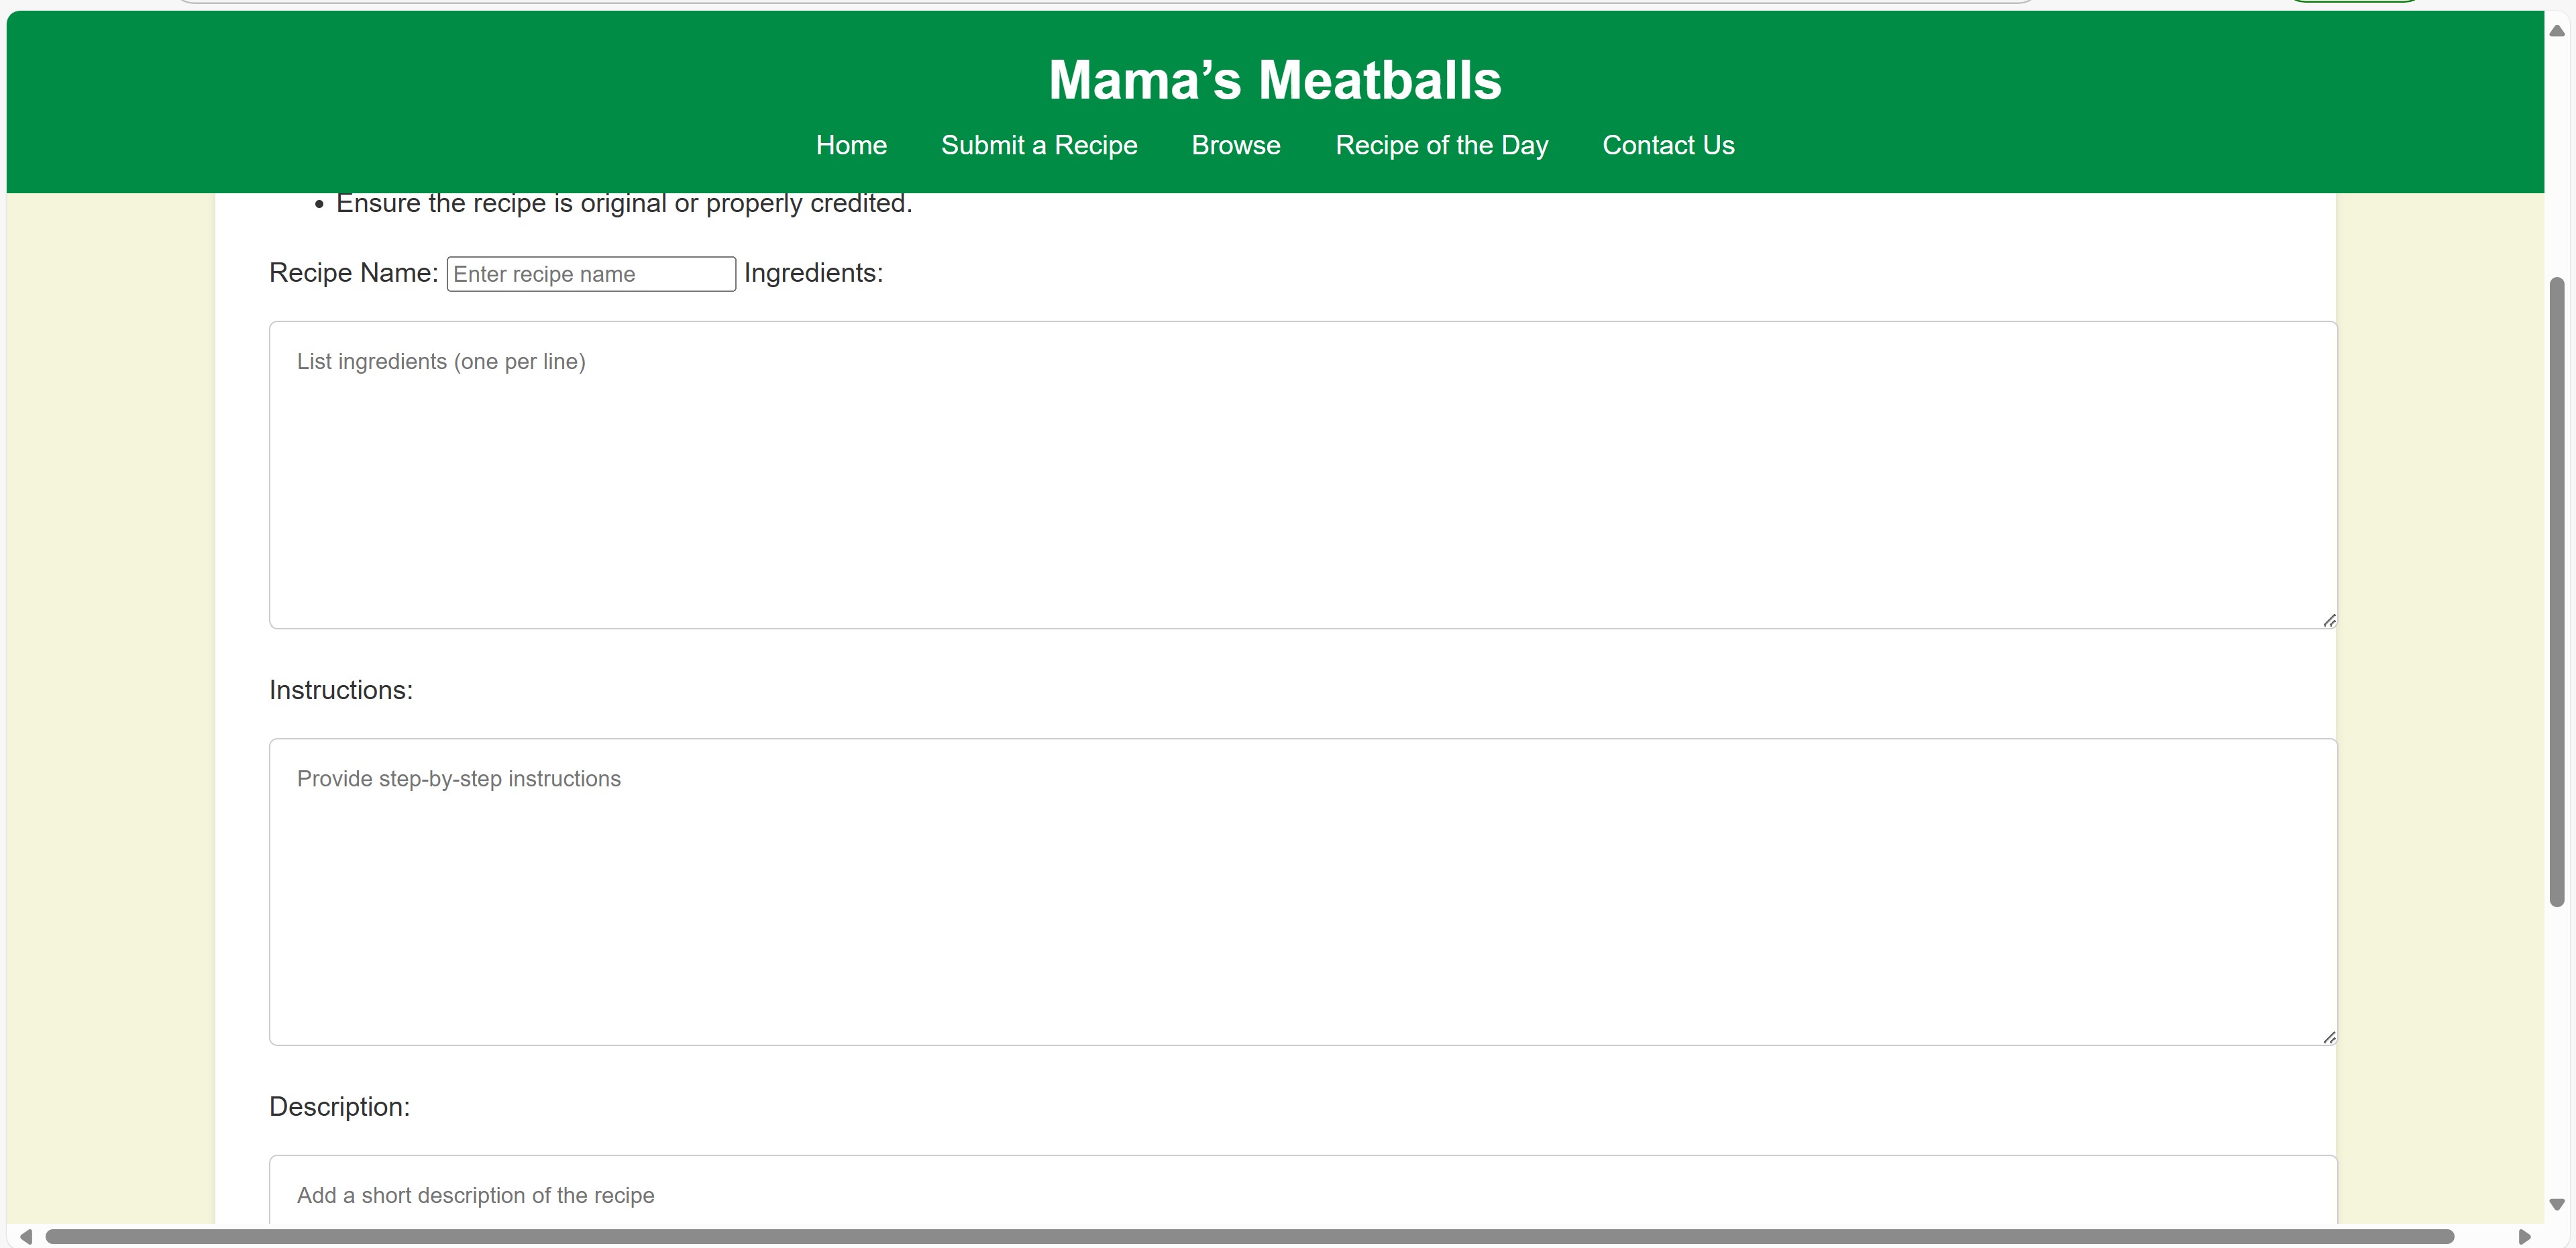 Mama’s Meatballs
Home Submit a Recipe Browse Recipe of the Day Contact Us
• Ensure the recipe is original or properly credited.
Recipe Name: Enter recipe name Ingredients:
List ingredients (one per line)
Instructions:
Provide step-by-step instructions
Description:
Add a short description of the recipe